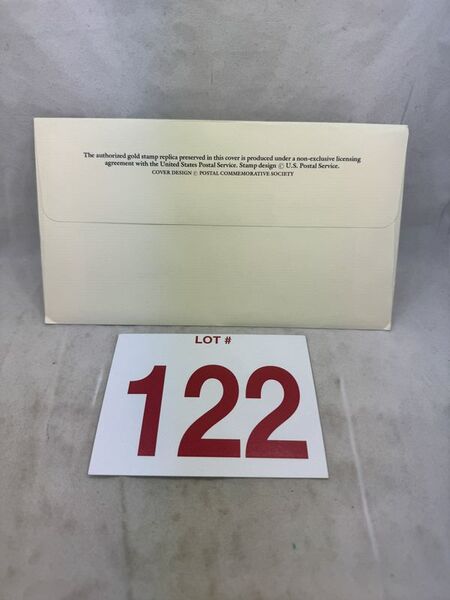 The authorized gold stamp replica preserved in this cover is produced under a non-exclusive licensing
agreement with the United States Postal Service. Stamp design © U.S. Postal Service.
COVER DESIGN © POSTAL COMMEMORATIVE SOCIETY
LOT #
122